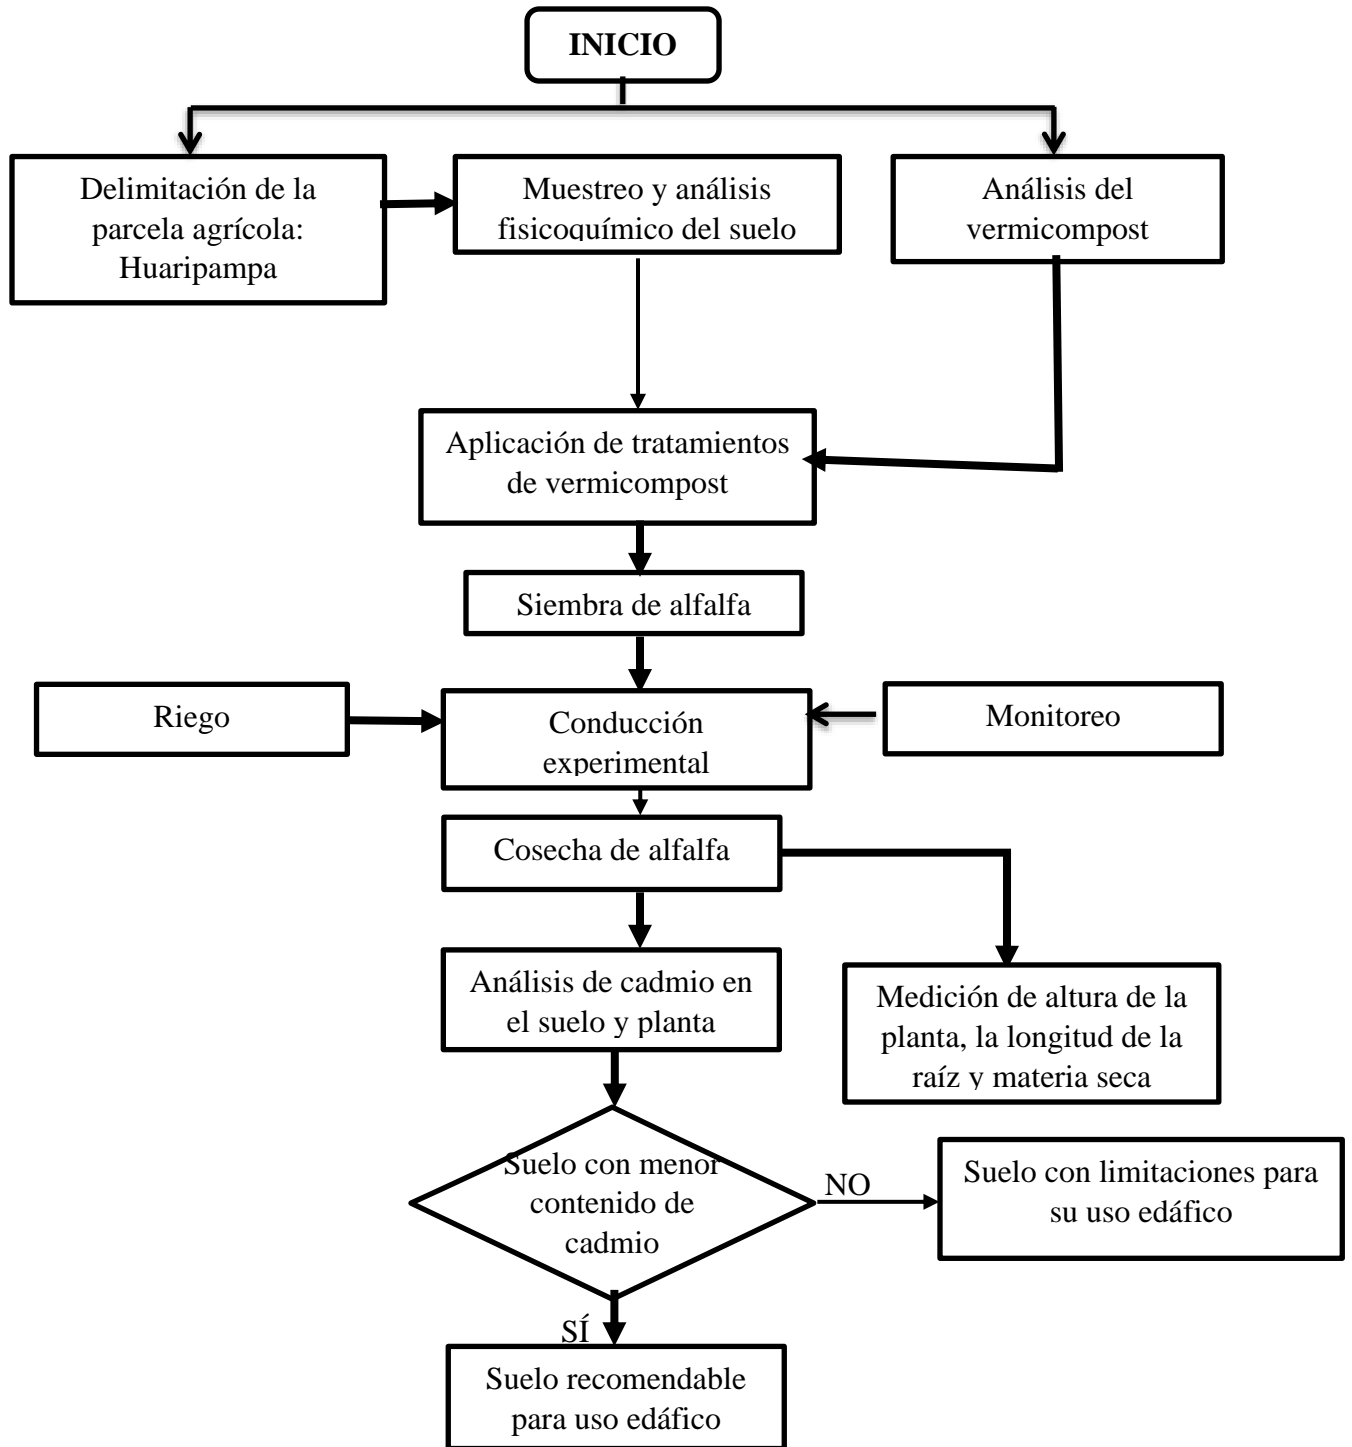 INICIO
Delimitación de la
parcela agrícola:
Huaripampa
Muestreo y análisis
fisicoquímico del suelo
Análisis del
vermicompost
Aplicación de tratamientos
de vermicompost
Siembra de alfalfa
Riego
Conducción
experimental
Monitoreo
Cosecha de alfalfa
Análisis de cadmio en
el suelo y planta
Medición de altura de la
planta, la longitud de la
raíz y materia seca
Suelo con menor
contenido de
cadmio
NO
Suelo con limitaciones para
su uso edáfico
SÍ
Suelo recomendable
para uso edáfico